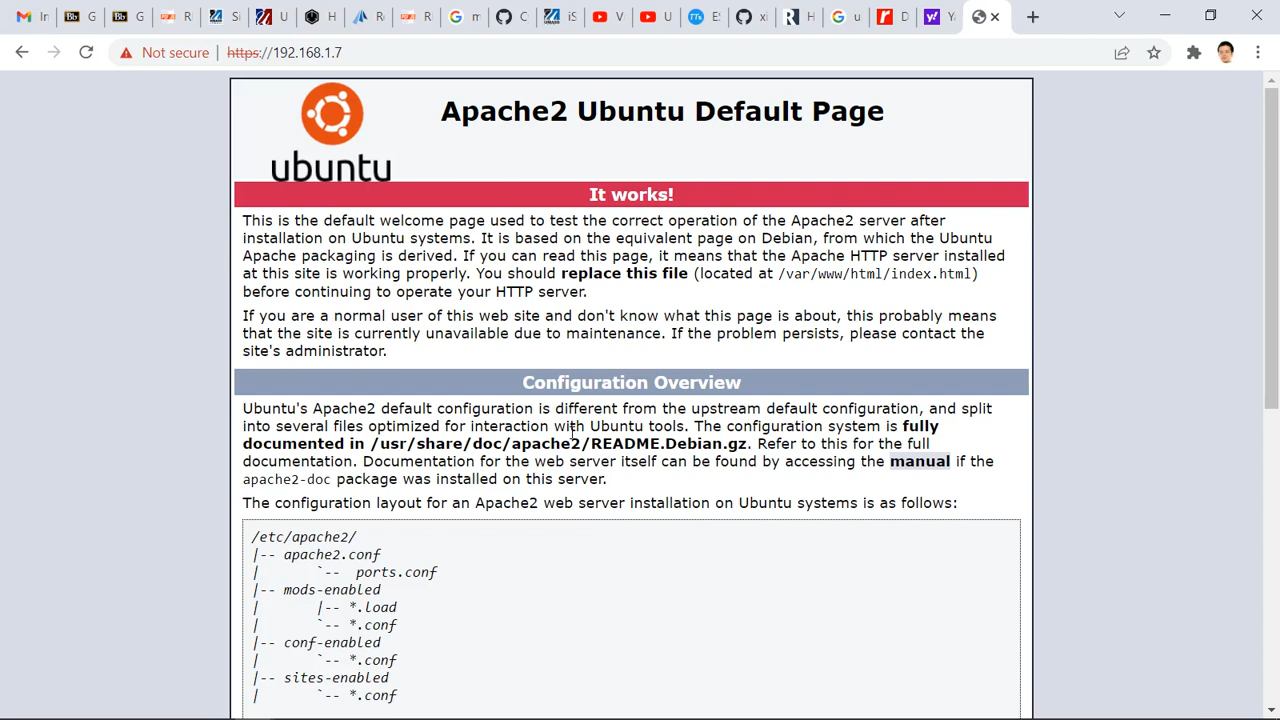 In
Bb G
Bb G
R
Si
U
H
Re
R
m
C
iS
V
U
TTs Es
xi
R H
u
D
Ya
Not secure | https://192.168.1.7
ubuntu
Apache2 Ubuntu Default Page
It works!
This is the default welcome page used to test the correct operation of the Apache2 server after
installation on Ubuntu systems. It is based on the equivalent page on Debian, from which the Ubuntu
Apache packaging is derived. If you can read this page, it means that the Apache HTTP server installed
at this site is working properly. You should replace this file (located at /var/www/html/index.html)
before continuing to operate your HTTP server.
If you are a normal user of this web site and don't know what this page is about, this probably means
that the site is currently unavailable due to maintenance. If the problem persists, please contact the
site's administrator.
Configuration Overview
Ubuntu's Apache2 default configuration is different from the upstream default configuration, and split
into several files optimized for interaction with Ubuntu tools. The configuration system is fully
documented in /usr/share/doc/apache2/README.Debian.gz. Refer to this for the full
documentation. Documentation for the web server itself can be found by accessing the manual if the
apache2-doc package was installed on this server.
The configuration layout for an Apache2 web server installation on Ubuntu systems is as follows:
/etc/apache2/
|-- apache2.conf
|       `--  ports.conf
|-- mods-enabled
|       |-- *.load
|       `-- *.conf
|-- conf-enabled
|       `-- *.conf
|-- sites-enabled
|       `-- *.conf